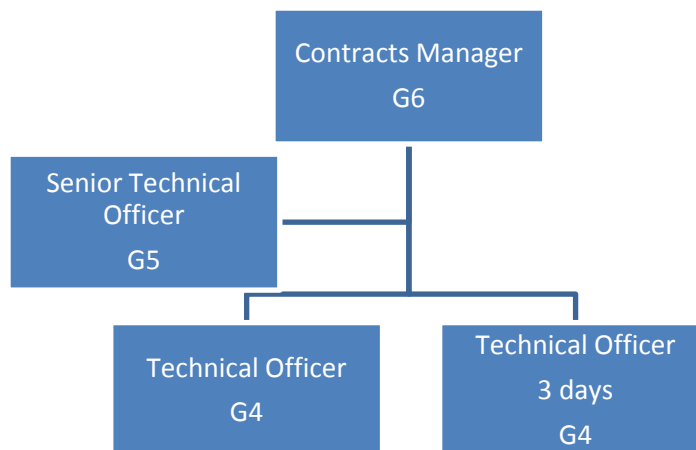 Contracts Manager
G6
Senior Technical
Officer
G5
Technical Officer
G4
Technical Officer
3 days
G4